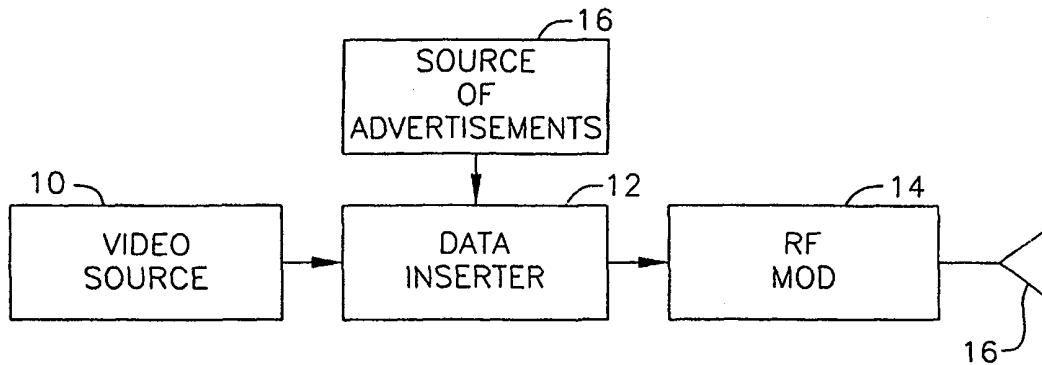 16
SOURCE
OF
ADVERTISEMENTS
10
VIDEO
SOURCE
12
DATA
INSERTER
14
RF
MOD
16